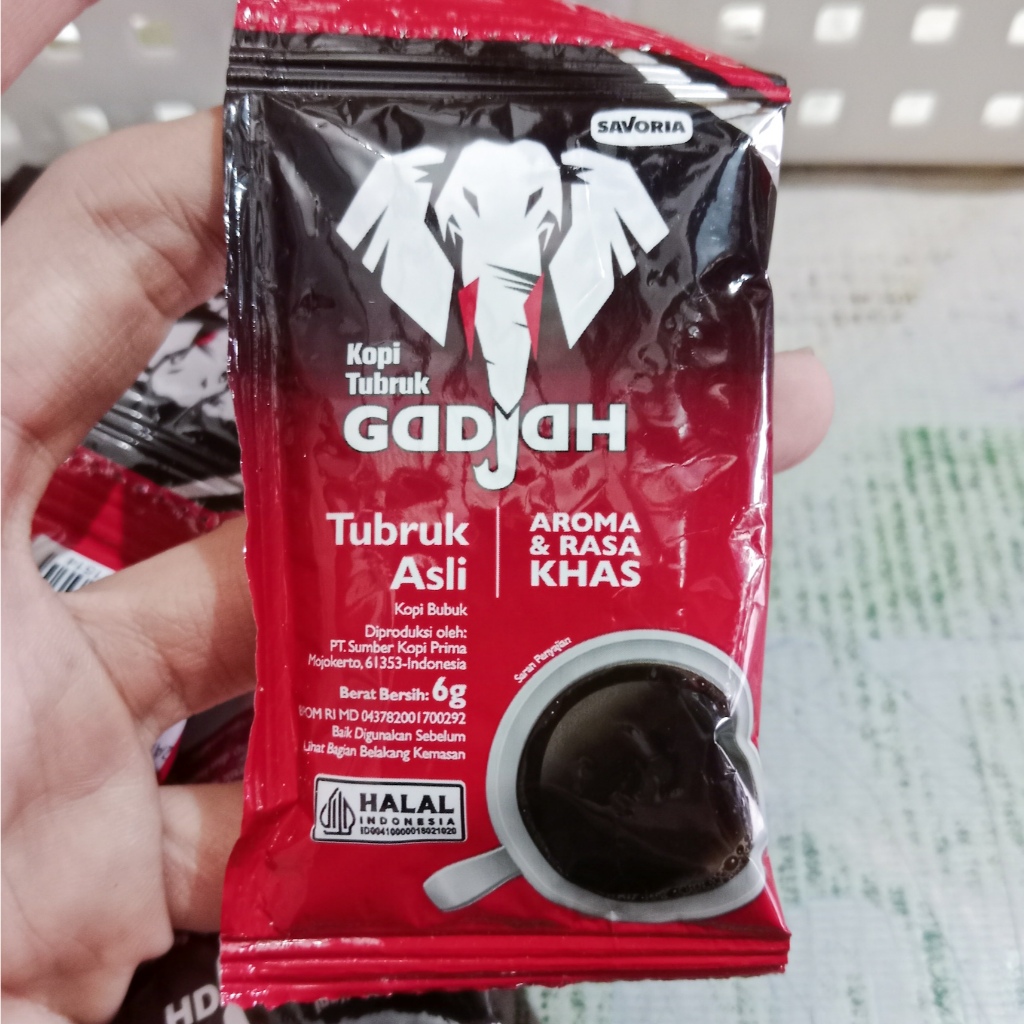 SAVORIA
Kopi
Tubruk
GADJAH
Tubruk
Asli
AROMA
& RASA
KHAS
Kopi Bubuk
Diproduksi oleh:
PT. Sumber Kopi Prima
Mojokerto, 61353-Indonesia
Berat Bersih: 6g
BPOM RI MD 043782001700292
Baik Digunakan Sebelum
Lihat Bagian Belakang Kemasan
Saran Penyajian
HALAL
INDONESIA
ID00410000018021020